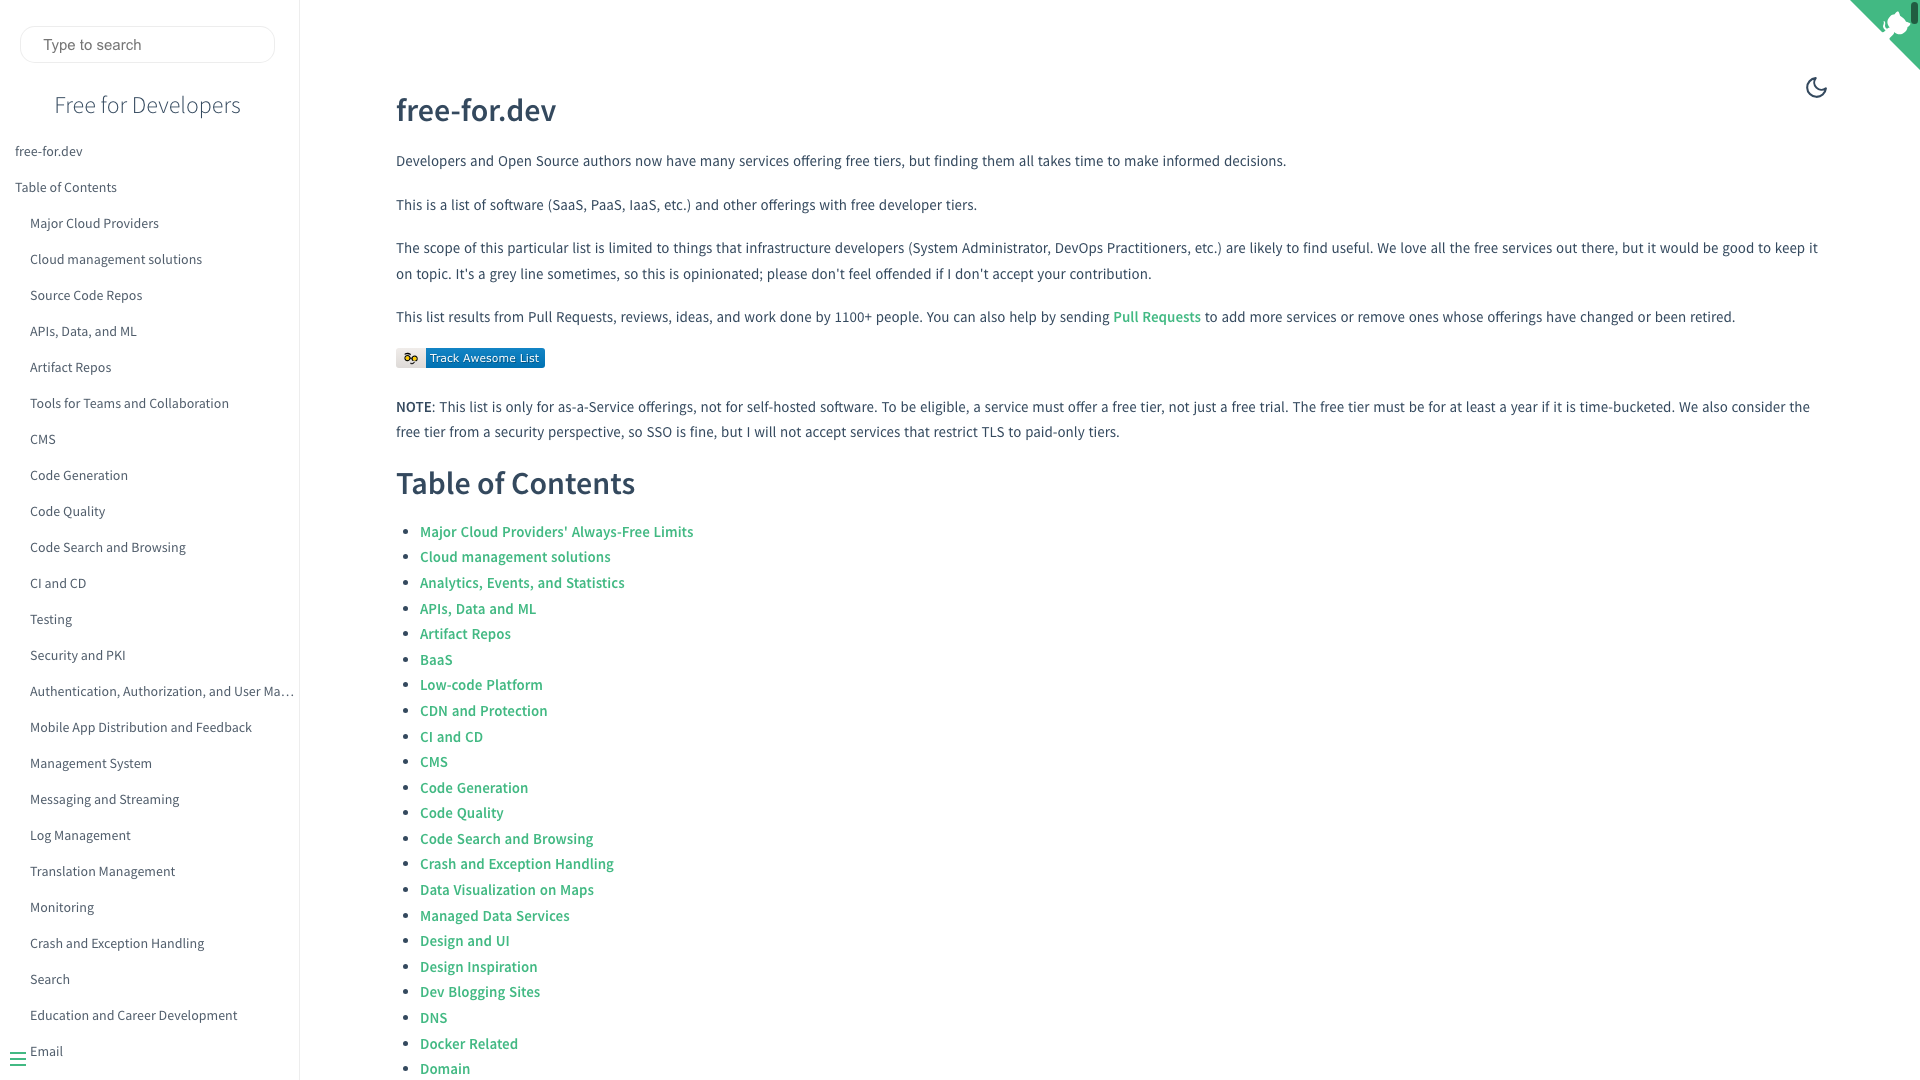 Type to search
Free for Developers
free-for.dev
Table of Contents
Major Cloud Providers
Cloud management solutions
Source Code Repos
APIs, Data, and ML
Artifact Repos
Tools for Teams and Collaboration
CMS
Code Generation
Code Quality
Code Search and Browsing
CI and CD
Testing
Security and PKI
Authentication, Authorization, and User Ma…
Mobile App Distribution and Feedback
Management System
Messaging and Streaming
Log Management
Translation Management
Monitoring
Crash and Exception Handling
Search
Education and Career Development
Email
free-for.dev
Developers and Open Source authors now have many services offering free tiers, but finding them all takes time to make informed decisions.
This is a list of software (SaaS, PaaS, IaaS, etc.) and other offerings with free developer tiers.
The scope of this particular list is limited to things that infrastructure developers (System Administrator, DevOps Practitioners, etc.) are likely to find useful. We love all the free services out there, but it would be good to keep it
on topic. It's a grey line sometimes, so this is opinionated; please don't feel offended if I don't accept your contribution.
This list results from Pull Requests, reviews, ideas, and work done by 1100+ people. You can also help by sending Pull Requests to add more services or remove ones whose offerings have changed or been retired.
Track Awesome List
NOTE: This list is only for as-a-Service offerings, not for self-hosted software. To be eligible, a service must offer a free tier, not just a free trial. The free tier must be for at least a year if it is time-bucketed. We also consider the
free tier from a security perspective, so SSO is fine, but I will not accept services that restrict TLS to paid-only tiers.
Table of Contents
Major Cloud Providers' Always-Free Limits
Cloud management solutions
Analytics, Events, and Statistics
APIs, Data and ML
Artifact Repos
BaaS
Low-code Platform
CDN and Protection
CI and CD
CMS
Code Generation
Code Quality
Code Search and Browsing
Crash and Exception Handling
Data Visualization on Maps
Managed Data Services
Design and UI
Design Inspiration
Dev Blogging Sites
DNS
Docker Related
Domain